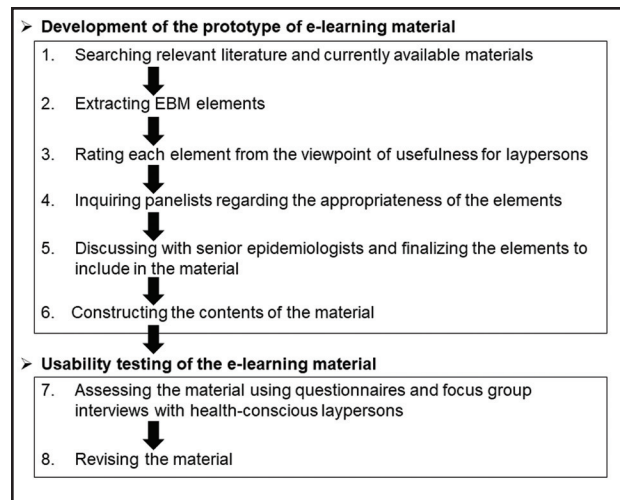 ➢ Development of the prototype of e-learning material
1. Searching relevant literature and currently available materials
2. Extracting EBM elements
3. Rating each element from the viewpoint of usefulness for laypersons
4. Inquiring panelists regarding the appropriateness of the elements
5. Discussing with senior epidemiologists and finalizing the elements to
include in the material
6. Constructing the contents of the material
➢ Usability testing of the e-learning material
7. Assessing the material using questionnaires and focus group
interviews with health-conscious laypersons
8. Revising the material